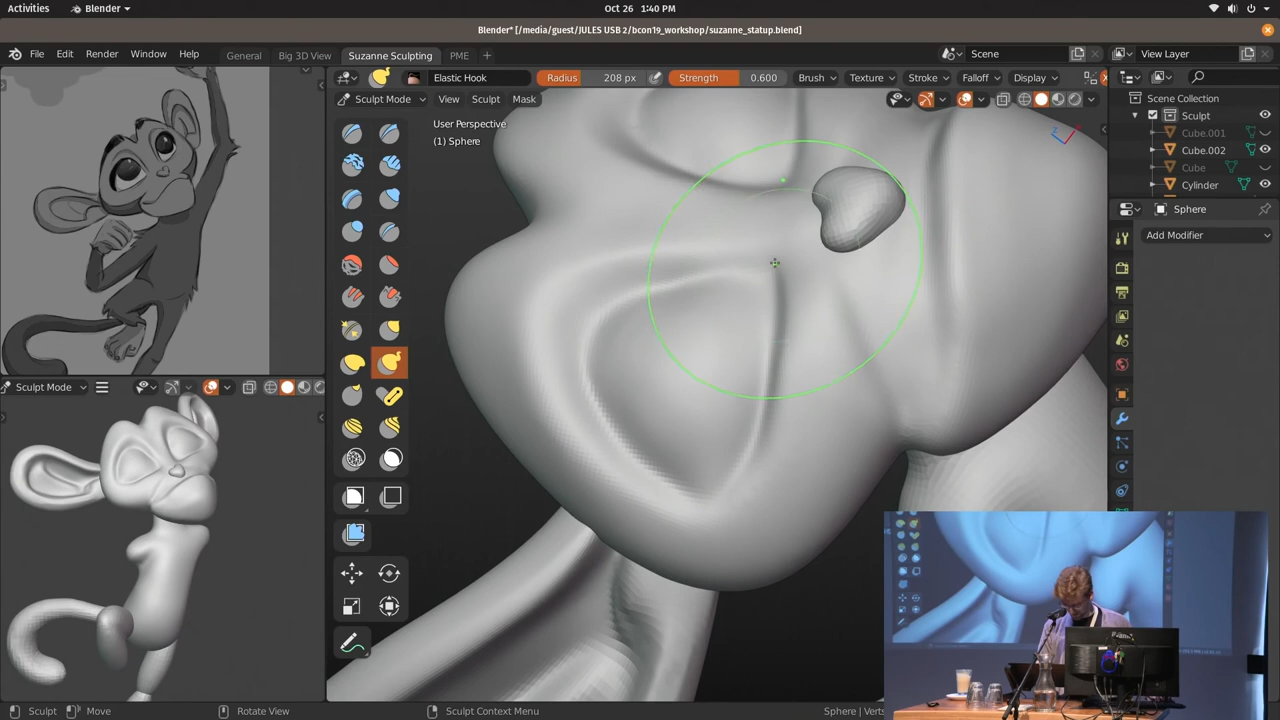 Activities Blender Oct 26 1:40 PM
Blender* [/media/guest/JULES USB 2/bcon19_workshop/suzanne_statup.blend]
File Edit Render Window Help General Big 3D View Suzanne Sculpting PME + Scene View Layer
Elastic Hook Radius 208 px Strength 0.600 Brush Texture Stroke Falloff Display
Sculpt Mode View Sculpt Mask
Scene Collection
User Perspective
(1) Sphere
Sculpt
Cube.001
Cube.002
Cube
Cylinder
Sphere
Add Modifier
Sculpt Mode
Sculpt Move Rotate View Sculpt Context Menu Sphere | Verts